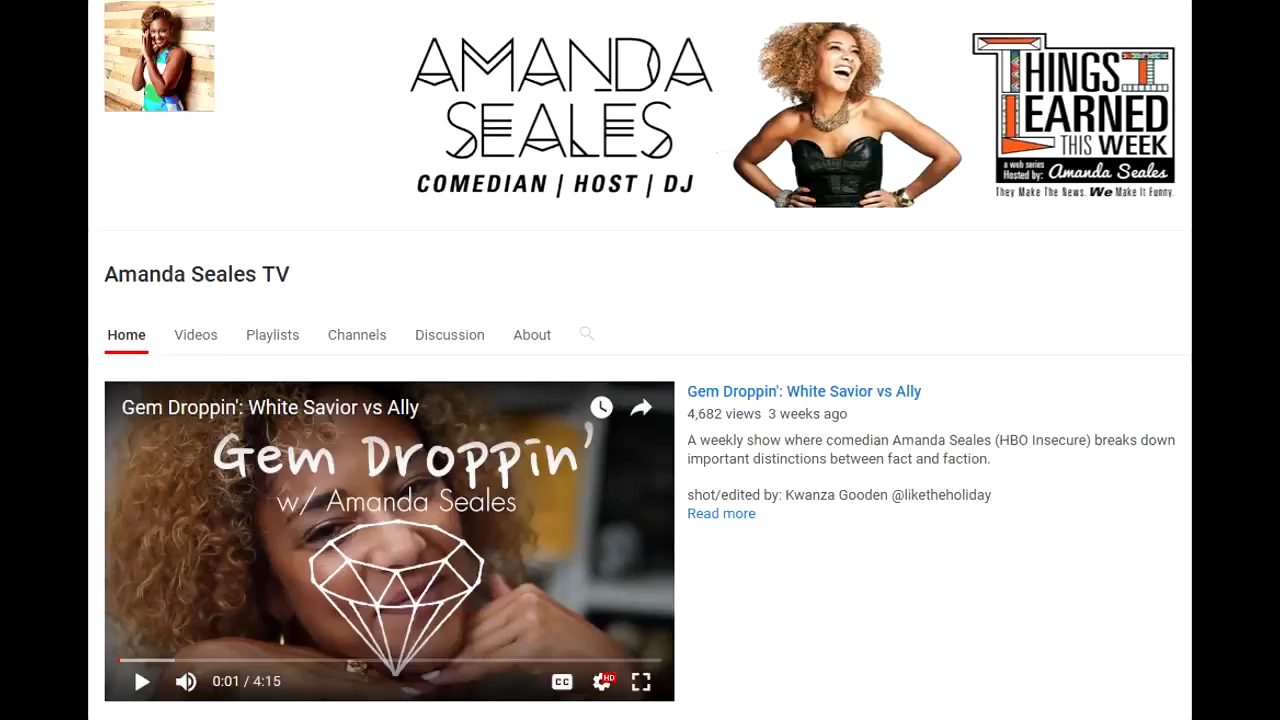 AMANDA
SEALES
COMEDIAN | HOST | DJ
THINGS I
LEARNED
THIS WEEK
a web series
Hosted by: Amanda Seales
They Make The News. We Make It Funny.
Amanda Seales TV
Home Videos Playlists Channels Discussion About
Gem Droppin': White Savior vs Ally
Gem Droppin'
w/ Amanda Seales
0:01 / 4:15
CC
HD
Gem Droppin': White Savior vs Ally
4,682 views 3 weeks ago
A weekly show where comedian Amanda Seales (HBO Insecure) breaks down
important distinctions between fact and faction.
shot/edited by: Kwanza Gooden @liketheholiday
Read more